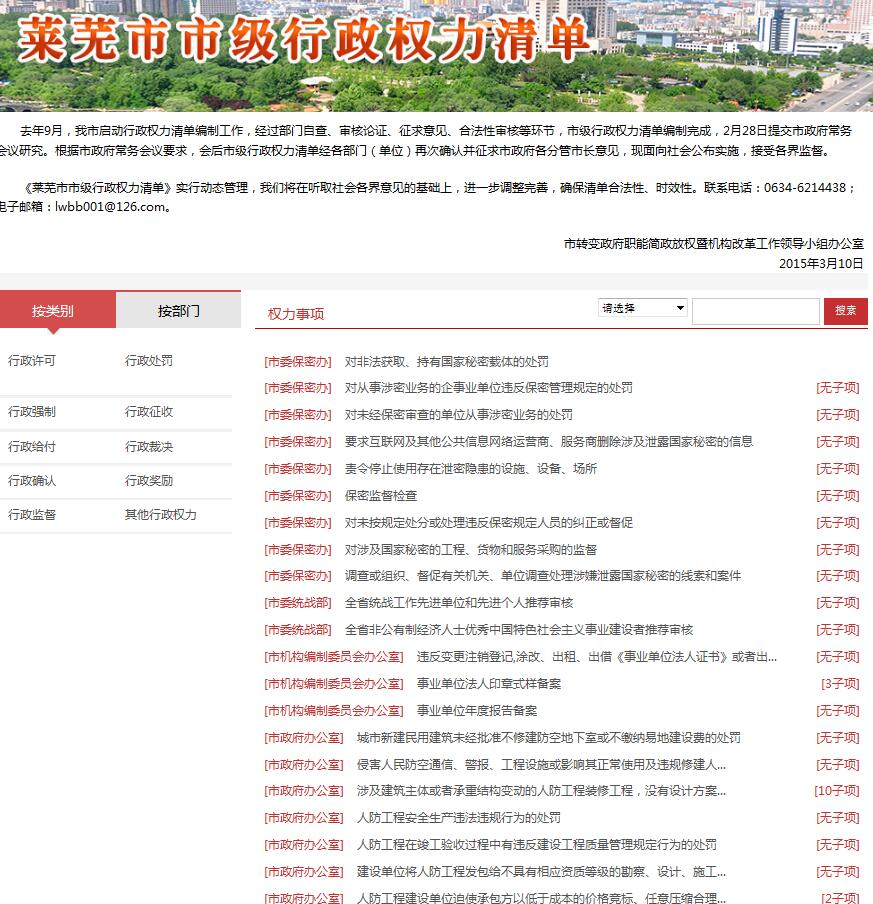 莱芜市市级行政权力清单
去年9月，我市启动行政权力清单编制工作，经过部门自查、审核论证、征求意见、合法性审核等环节，市级行政权力清单编制完成，2月28日提交市政府常务
会议研究。根据市政府常务会议要求，会后市级行政权力清单经各部门（单位）再次确认并征求市政府各分管市长意见，现面向社会公布实施，接受各界监督。
《莱芜市市级行政权力清单》实行动态管理，我们将在听取社会各界意见的基础上，进一步调整完善，确保清单合法性、时效性。联系电话：0634-6214438；
电子邮箱：lwbb001@126.com。
市转变政府职能简政放权暨机构改革工作领导小组办公室
2015年3月10日
按类别 按部门
行政许可 行政处罚
行政强制 行政征收
行政给付 行政裁决
行政确认 行政奖励
行政监督 其他行政权力
权力事项 请选择 搜索
[市委保密办] 对非法获取、持有国家秘密载体的处罚
[市委保密办] 对从事涉密业务的企事业单位违反保密管理规定的处罚 [无子项]
[市委保密办] 对未经保密审查的单位从事涉密业务的处罚 [无子项]
[市委保密办] 要求互联网及其他公共信息网络运营商、服务商删除涉及泄露国家秘密的信息 [无子项]
[市委保密办] 责令停止使用存在泄密隐患的设施、设备、场所 [无子项]
[市委保密办] 保密监督检查 [无子项]
[市委保密办] 对未按规定处分或处理违反保密规定人员的纠正或督促 [无子项]
[市委保密办] 对涉及国家秘密的工程、货物和服务采购的监督 [无子项]
[市委保密办] 调查或组织、督促有关机关、单位调查处理涉嫌泄露国家秘密的线索和案件 [无子项]
[市委统战部] 全省统战工作先进单位和先进个人推荐审核 [无子项]
[市委统战部] 全省非公有制经济人士优秀中国特色社会主义事业建设者推荐审核 [无子项]
[市机构编制委员会办公室] 违反变更注销登记,涂改、出租、出借《事业单位法人证书》或者出... [无子项]
[市机构编制委员会办公室] 事业单位法人印章式样备案 [3子项]
[市机构编制委员会办公室] 事业单位年度报告备案 [无子项]
[市政府办公室] 城市新建民用建筑未经批准不修建防空地下室或不缴纳易地建设费的处罚 [无子项]
[市政府办公室] 侵害人民防空通信、警报、工程设施或影响其正常使用及违规修建人... [无子项]
[市政府办公室] 涉及建筑主体或者承重结构变动的人防工程装修工程，没有设计方案... [10子项]
[市政府办公室] 人防工程安全生产违法违规行为的处罚 [无子项]
[市政府办公室] 人防工程在竣工验收过程中有违反建设工程质量管理规定行为的处罚 [无子项]
[市政府办公室] 建设单位将人防工程发包给不具有相应资质等级的勘察、设计、施工... [无子项]
[市政府办公室] 人防工程建设单位迫使承包方以低于成本的价格竞标、任意压缩合理... [2子项]